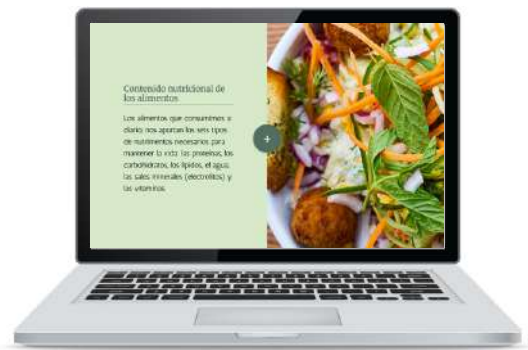 Contenido nutricional de
los alimentos
Los alimentos que consumimos a
diario nos aportan los seis tipos
de nutrimentos necesarios para
mantener la vida: las proteínas, los
carbohidratos, los lípidos, el agua,
las sales minerales (electrolitos) y
las vitaminas.
+